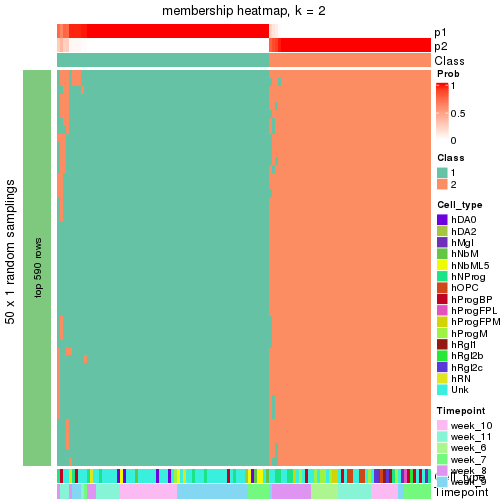 membership heatmap, k = 2
p1
p2
Class
50 x 1 random samplings
top 590 rows
Prob
1
0.5
0
Class
1
2
Cell_type
hDA0
hDA2
hMgl
hNbM
hNbML5
hNProg
hOPC
hProgBP
hProgFPL
hProgFPM
hProgM
hRgl1
hRgl2b
hRgl2c
hRN
Unk
Timepoint
week_10
week_11
week_6
week_7
week_8
week_9
Cell_type
Timepoint